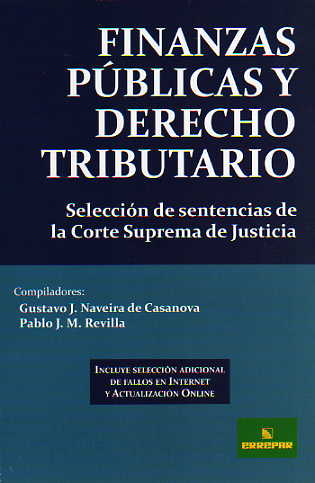 FINANZAS
PÚBLICAS Y
DERECHO
TRIBUTARIO
Selección de sentencias de
la Corte Suprema de Justicia
Compiladores:
Gustavo J. Naveira de Casanova
Pablo J. M. Revilla
INCLUYE SELECCIÓN ADICIONAL
DE FALLOS EN INTERNET
Y ACTUALIZACIÓN ONLINE
ERREPAR